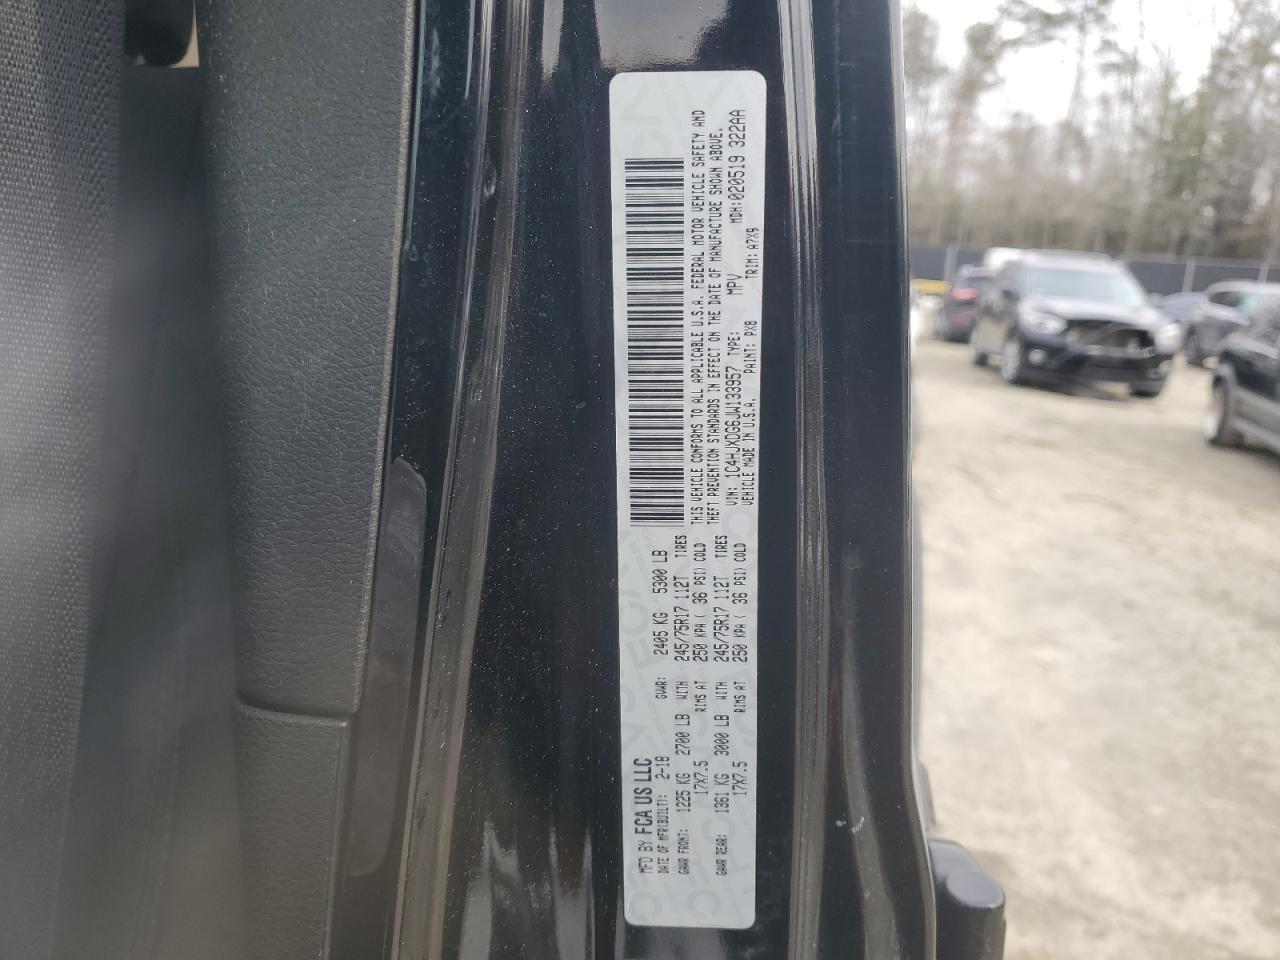 MFD BY FCA US LLC
DATE OF MFR(BUILT): 2-18 GVWR: 2405 KG 5300 LB
GAWR FRONT: 1225 KG 2700 LB WITH 245/75R17 112T TIRES
17X7.5 RIMS AT 250 KPA ( 36 PSI) COLD
GAWR REAR: 1361 KG 3000 LB WITH 245/75R17 112T TIRES
17X7.5 RIMS AT 250 KPA ( 36 PSI) COLD
THIS VEHICLE CONFORMS TO ALL APPLICABLE U.S.A. FEDERAL MOTOR VEHICLE SAFETY AND
THEFT PREVENTION STANDARDS IN EFFECT ON THE DATE OF MANUFACTURE SHOWN ABOVE.
VIN: 1C4HJXDG6JW133957 TYPE: MPV MDH:020519 322AA
VEHICLE MADE IN U.S.A. PAINT: PX8 TRIM: A7X9